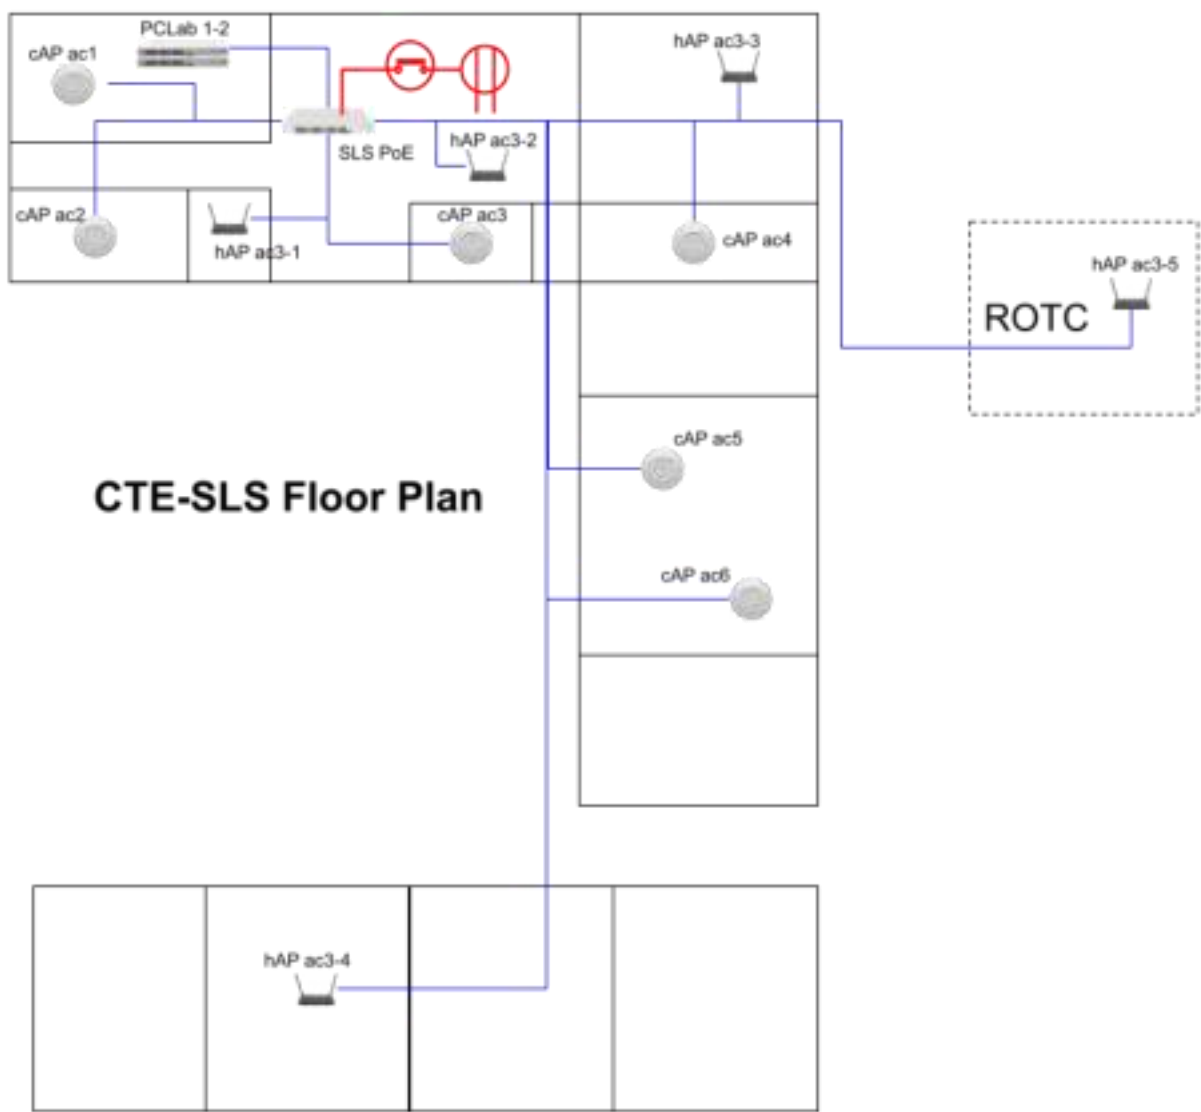 PCLab 1-2
cAP ac1
hAP ac3-3
hAP ac3-2
SLS PoE
cAP ac2
cAP ac3
hAP ac3-1
cAP ac4
hAP ac3-5
ROTC
cAP ac5
CTE-SLS Floor Plan
cAP ac6
hAP ac3-4